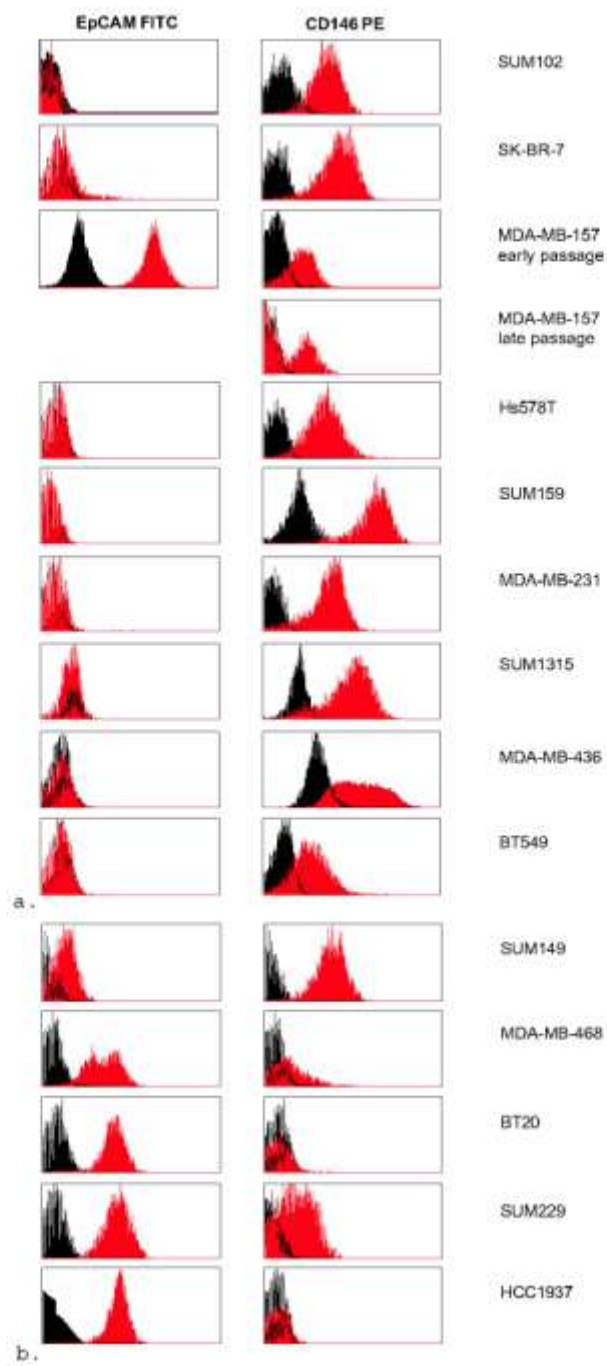 EpCAM FITC
CD146 PE
SUM102
SK-BR-7
MDA-MB-157
early passage
MDA-MB-157
late passage
Hs578T
SUM159
MDA-MB-231
SUM1315
MDA-MB-436
BT549
a.
SUM149
MDA-MB-468
BT20
SUM229
HCC1937
b.